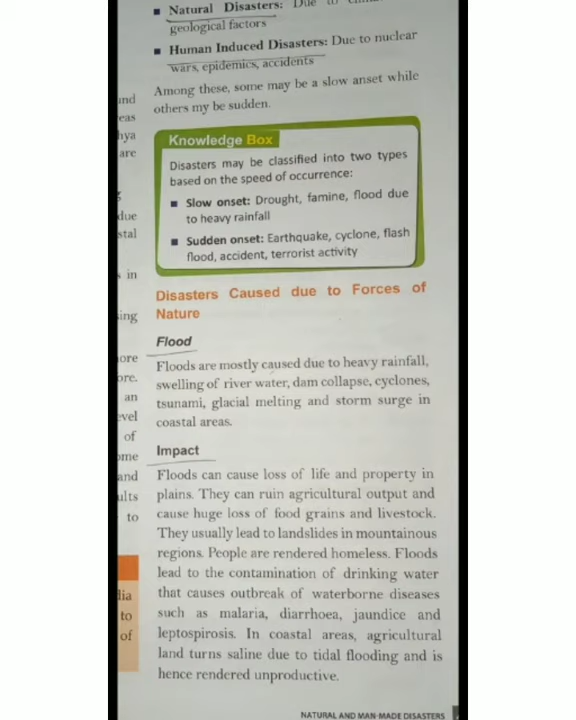 Natural Disasters: Due to
geological factors
Human Induced Disasters: Due to nuclear
wars, epidemics, accidents
Among these, some may be a slow anset while
others my be sudden.
Knowledge Box
Disasters may be classified into two types
based on the speed of occurrence:
Slow onset: Drought, famine, flood due
to heavy rainfall
Sudden onset: Earthquake, cyclone, flash
flood, accident, terrorist activity
Disasters Caused due to Forces of
Nature
Flood
Floods are mostly caused due to heavy rainfall,
swelling of river water, dam collapse, cyclones,
tsunami, glacial melting and storm surge in
coastal areas.
Impact
Floods can cause loss of life and property in
plains. They can ruin agricultural output and
cause huge loss of food grains and livestock.
They usually lead to landslides in mountainous
regions. People are rendered homeless. Floods
lead to the contamination of drinking water
that causes outbreak of waterborne diseases
such as malaria, diarrhoea, jaundice and
leptospirosis. In coastal areas, agricultural
land turns saline due to tidal flooding and is
hence rendered unproductive.
NATURAL AND MAN-MADE DISASTERS